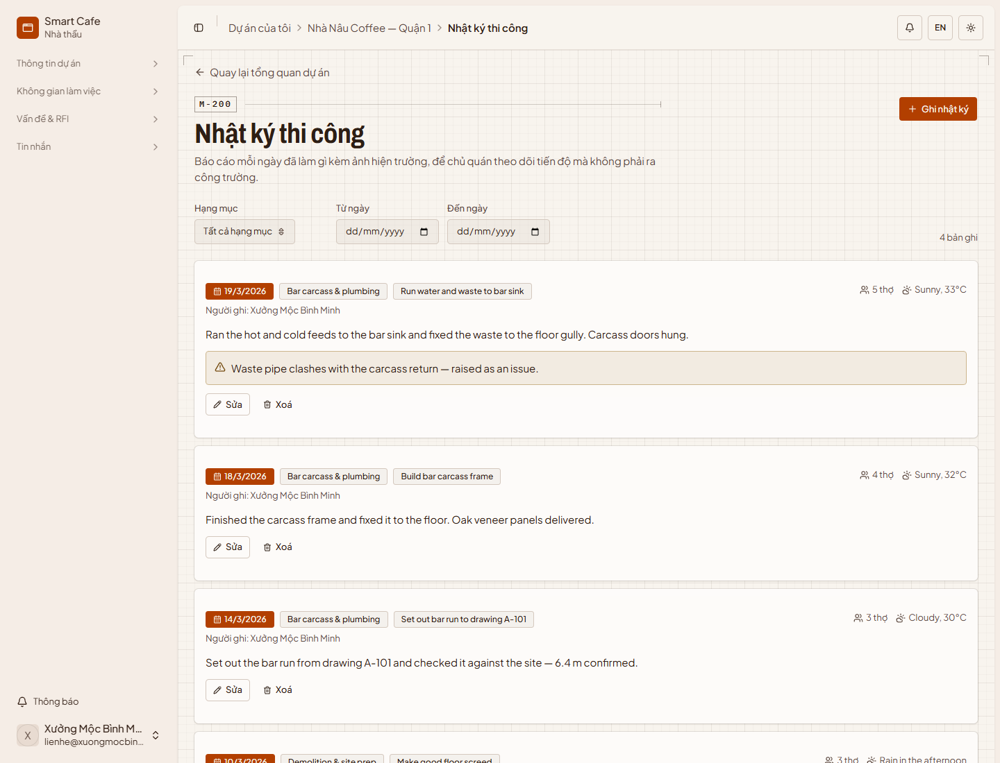 Smart Cafe
Nhà thầu
Thông tin dự án
Không gian làm việc
Vấn đề & RFI
Tin nhắn
Thông báo
X
Xưởng Mộc Bình M...
lienhe@xuongmocbin...
Dự án của tôi
Nhà Nâu Coffee — Quận 1
Nhật ký thi công
EN
Quay lại tổng quan dự án
M-200
Ghi nhật ký
Nhật ký thi công
Báo cáo mỗi ngày đã làm gì kèm ảnh hiện trường, để chủ quán theo dõi tiến độ mà không phải ra
công trường.
Hạng mục
Từ ngày
Đến ngày
Tất cả hạng mục
dd/mm/yyyy
dd/mm/yyyy
4 bản ghi
19/3/2026
Bar carcass & plumbing
Run water and waste to bar sink
5 thợ
Sunny, 33°C
Người ghi: Xưởng Mộc Bình Minh
Ran the hot and cold feeds to the bar sink and fixed the waste to the floor gully. Carcass doors hung.
Waste pipe clashes with the carcass return — raised as an issue.
Sửa
Xoá
18/3/2026
Bar carcass & plumbing
Build bar carcass frame
4 thợ
Sunny, 32°C
Người ghi: Xưởng Mộc Bình Minh
Finished the carcass frame and fixed it to the floor. Oak veneer panels delivered.
Sửa
Xoá
14/3/2026
Bar carcass & plumbing
Set out bar run to drawing A-101
3 thợ
Cloudy, 30°C
Người ghi: Xưởng Mộc Bình Minh
Set out the bar run from drawing A-101 and checked it against the site — 6.4 m confirmed.
Sửa
Xoá
10/3/2026
Demolition & site prep
Make good floor screed
3 thợ
Rain in the afternoon